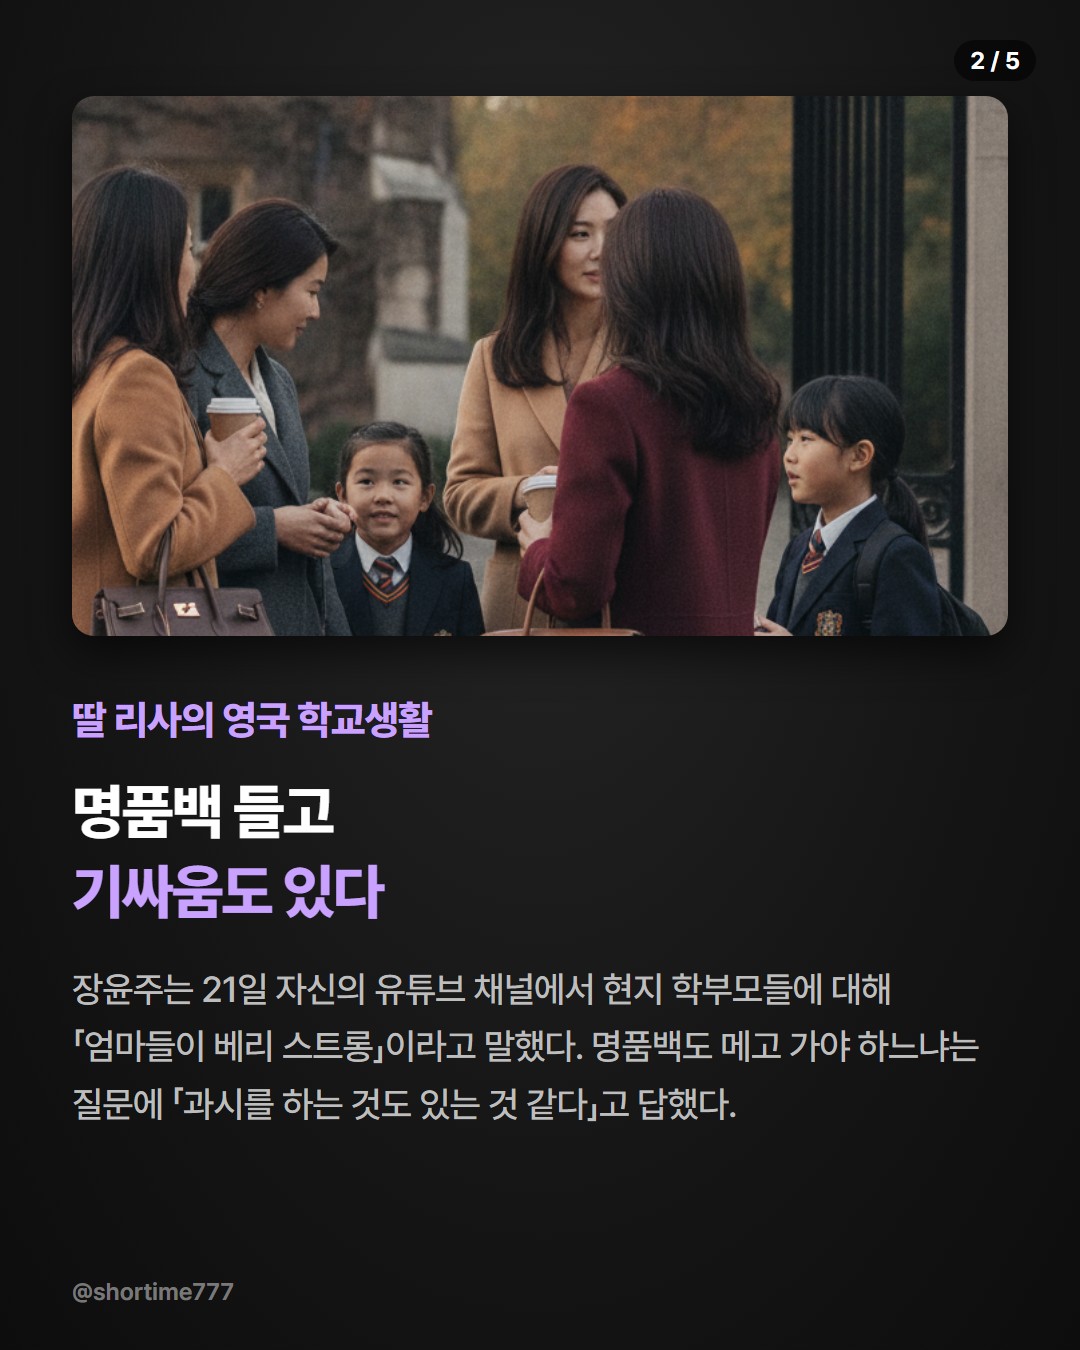 2 / 5
딸 리사의 영국 학교생활
명품백 들고
기싸움도 있다
장윤주는 21일 자신의 유튜브 채널에서 현지 학부모들에 대해
「엄마들이 베리 스트롱」이라고 말했다. 명품백도 메고 가야 하느냐는
질문에 「과시를 하는 것도 있는 것 같다」고 답했다.
@shortime777